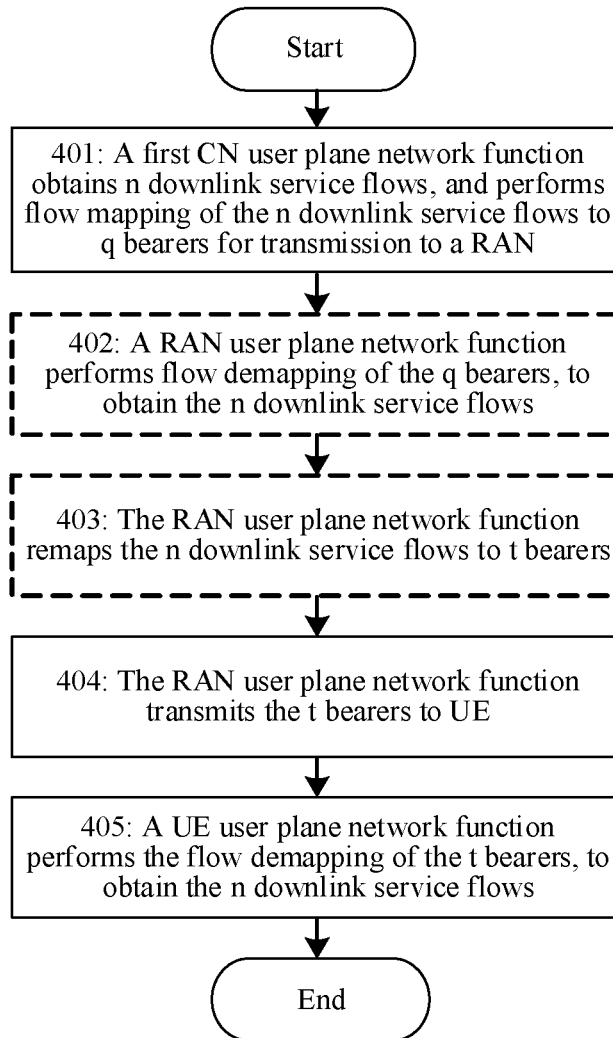 Start
401: A first CN user plane network function
obtains n downlink service flows, and performs
flow mapping of the n downlink service flows to
q bearers for transmission to a RAN
402: A RAN user plane network function
performs flow demapping of the q bearers, to
obtain the n downlink service flows
403: The RAN user plane network function
remaps the n downlink service flows to t bearers
404: The RAN user plane network function
transmits the t bearers to UE
405: A UE user plane network function
performs the flow demapping of the t bearers, to
obtain the n downlink service flows
End